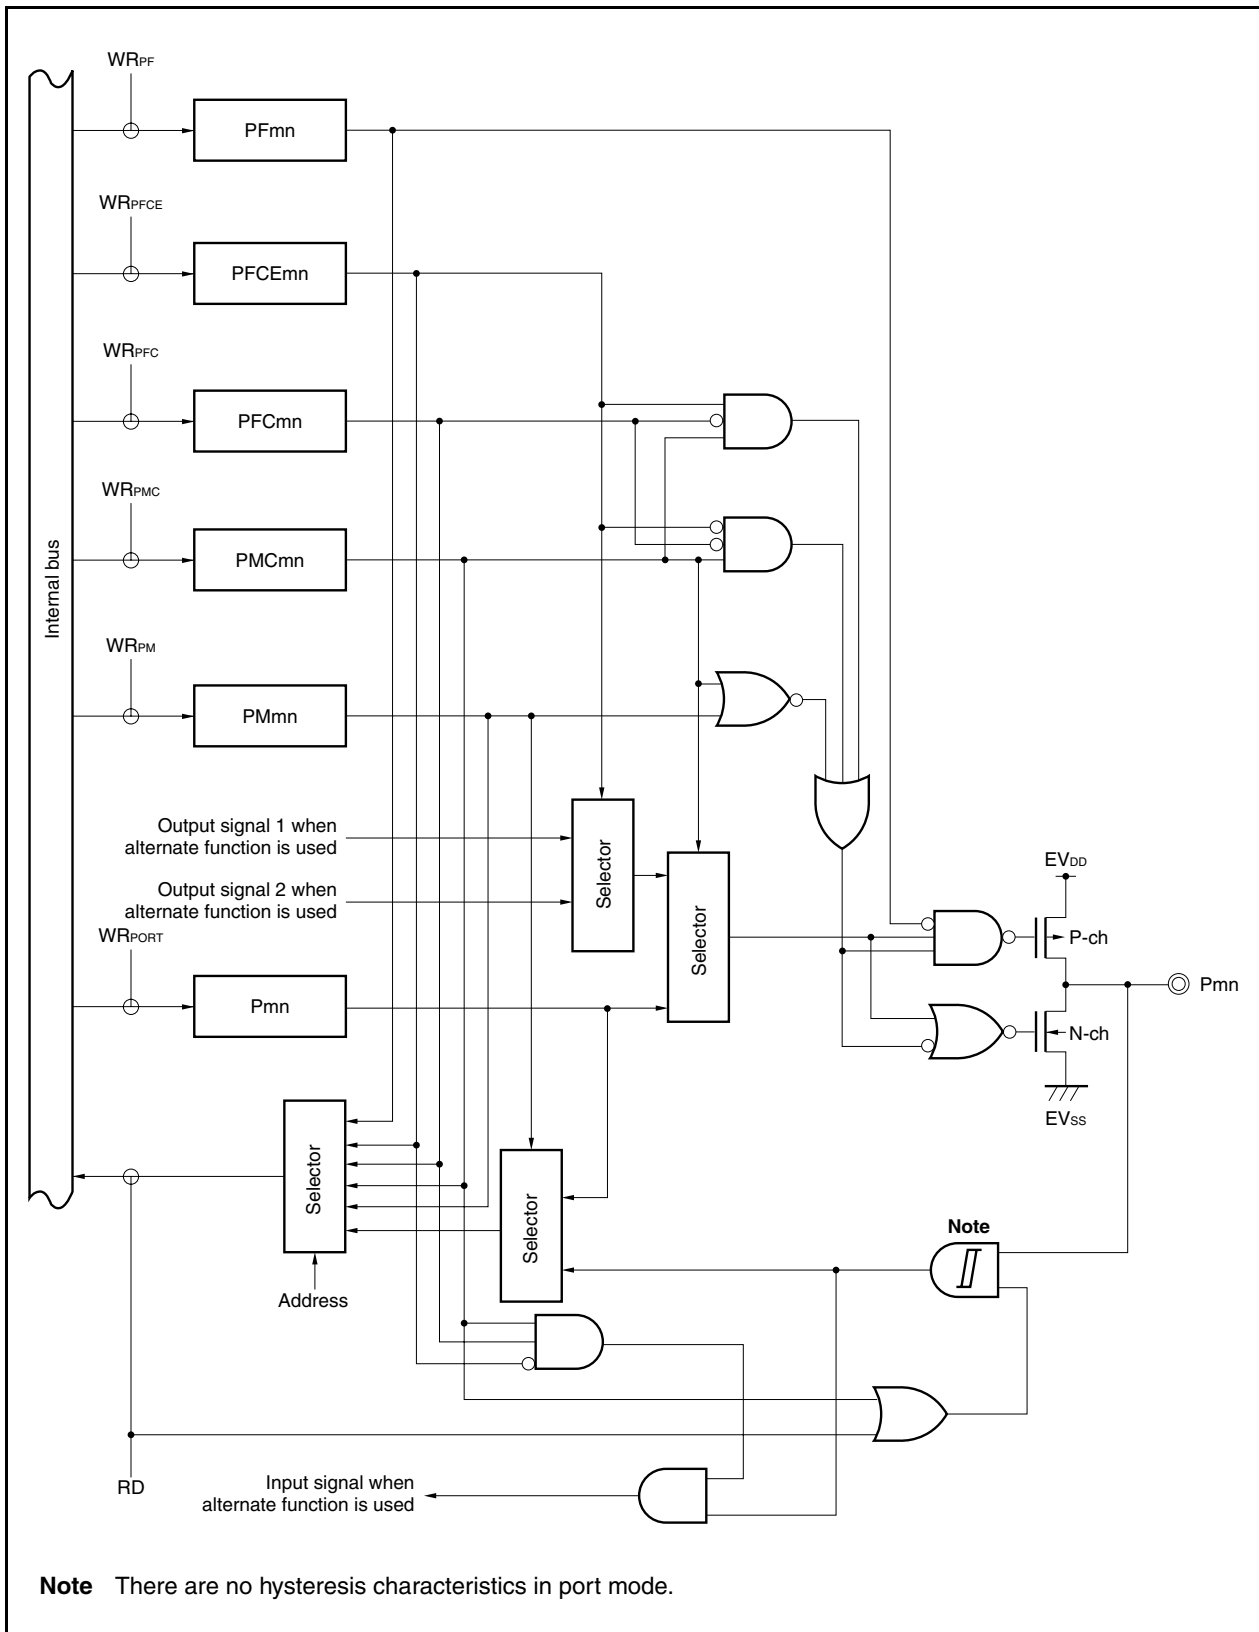 WRPF
PFmn
WRPFCE
PFCEmn
WRPFC
PFCmn
WRPMC
PMCmn
Internal bus
WRPM
PMmn
Output signal 1 when
alternate function is used
Output signal 2 when
alternate function is used
Selector
Selector
WRPORT
Pmn
EVDD
P-ch
Pmn
N-ch
EVSS
Selector
Selector
Address
Note
RD
Input signal when
alternate function is used
Note There are no hysteresis characteristics in port mode.